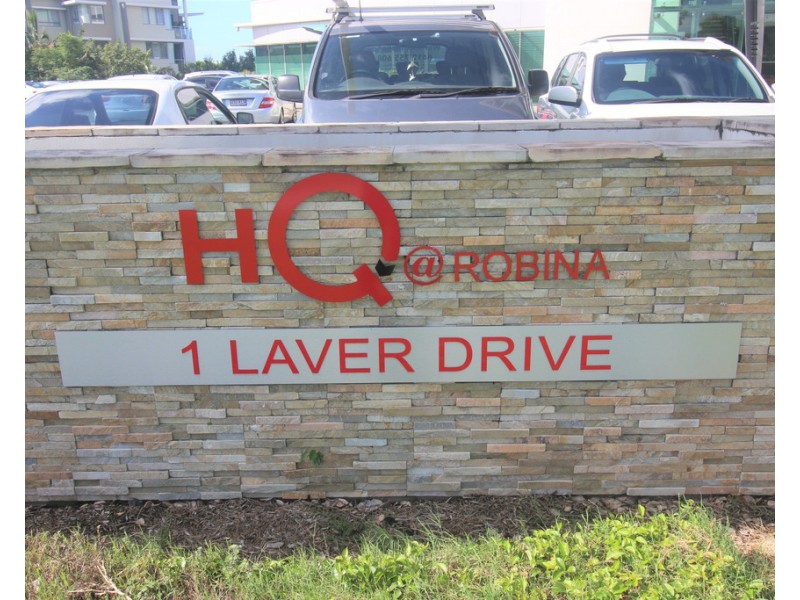 HQ @ ROBINA
1 LAVER DRIVE